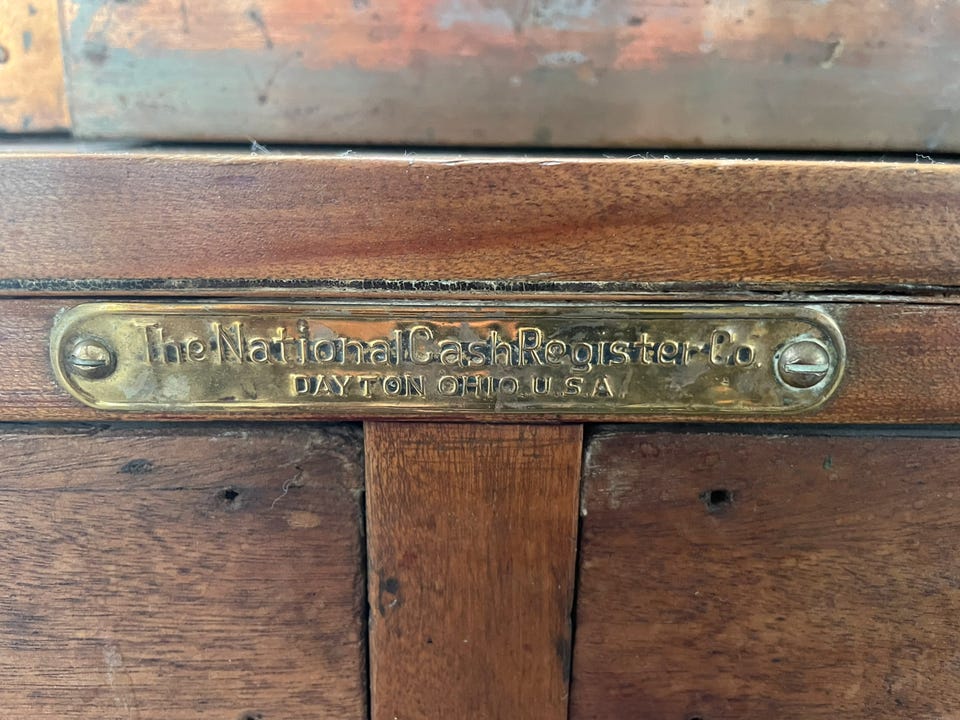 The National Cash Register Co.
DAYTON OHIO. U.S.A.